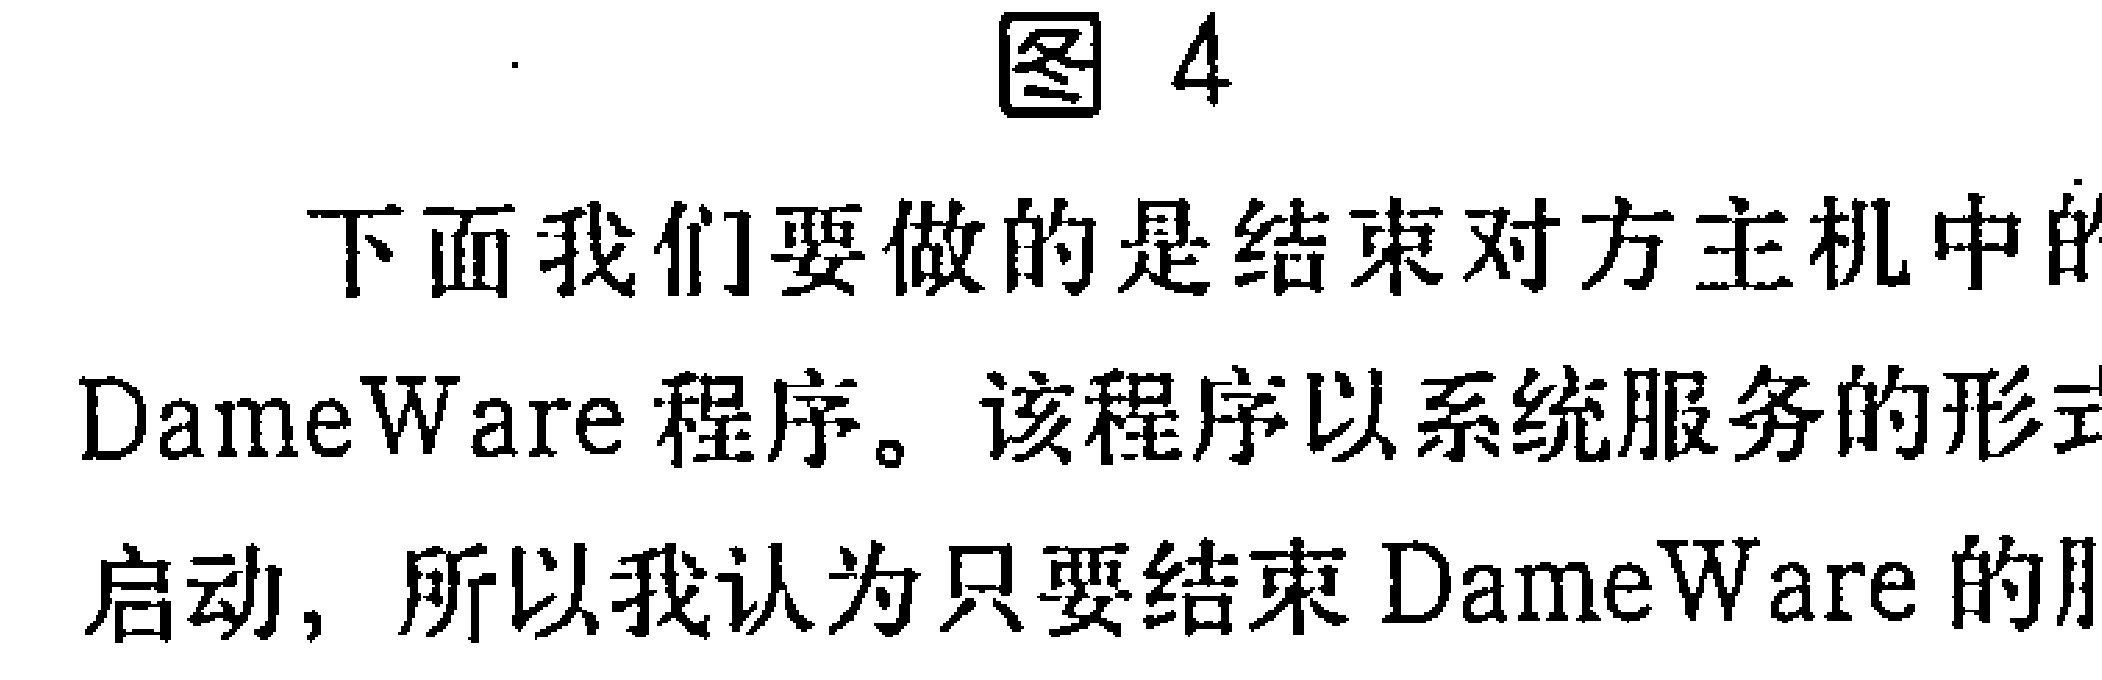 图 4
下面我们要做的是结束对方主机中的
DameWare 程序。该程序以系统服务的形式
启动，所以我认为只要结束 DameWare 的